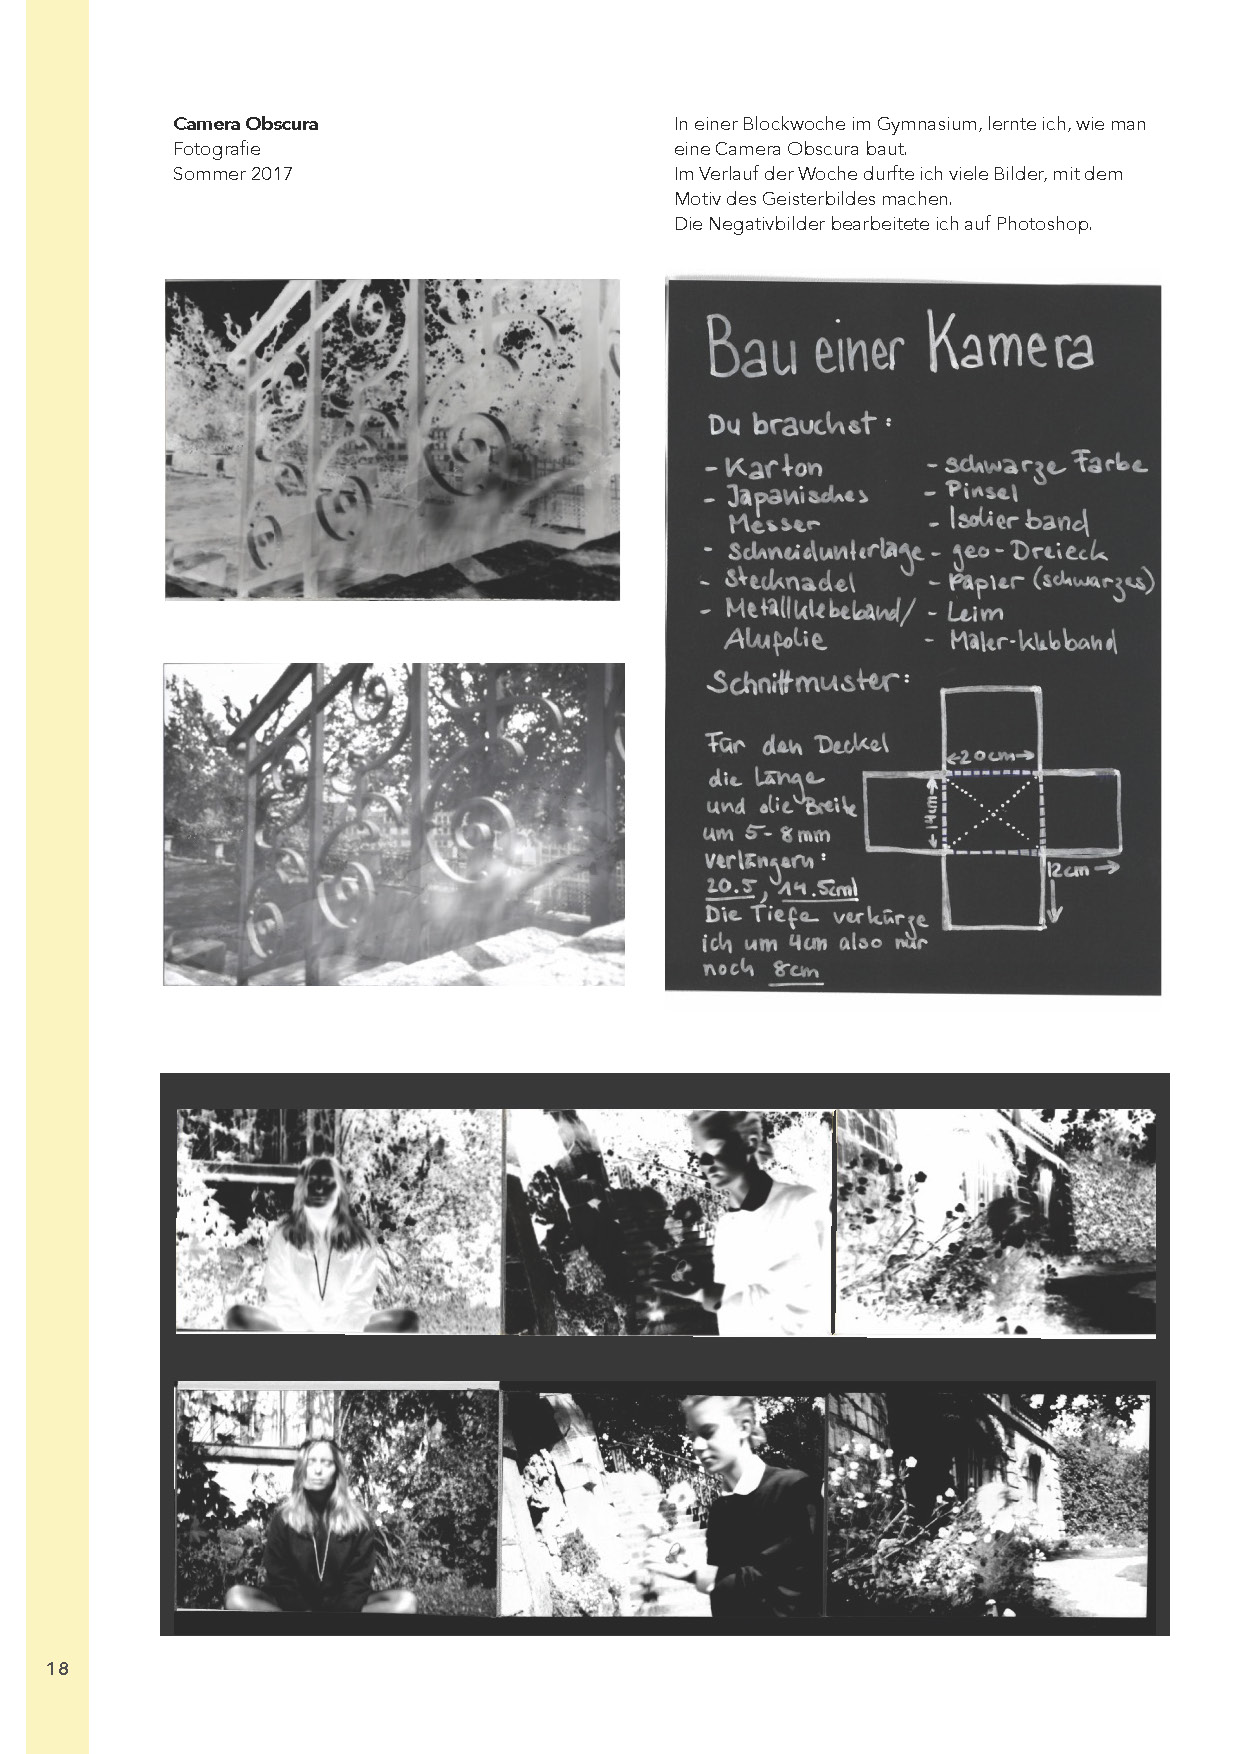 Camera Obscura
Fotografie
Sommer 2017
In einer Blockwoche im Gymnasium, lernte ich, wie man
eine Camera Obscura baut.
Im Verlauf der Woche durfte ich viele Bilder, mit dem
Motiv des Geisterbildes machen.
Die Negativbilder bearbeitete ich auf Photoshop.
Bau einer Kamera
Du brauchst:
- Karton
- Japanisches
Messer
- Schneidunterlage
- Stecknadel
- Metallklebeband/
Alufolie
- schwarze Farbe
- Pinsel
- Isolierband
- geo-Dreieck
- Papier (schwarzes)
- Leim
- Maler-klebband
Schnittmuster:
Für den Deckel
die Länge
und die Breite
um 5-8mm
verlängern:
20.5, 14.5cm
Die Tiefe verkürze
ich um 4cm also nur
noch 8cm
20cm
14cm
12cm
18